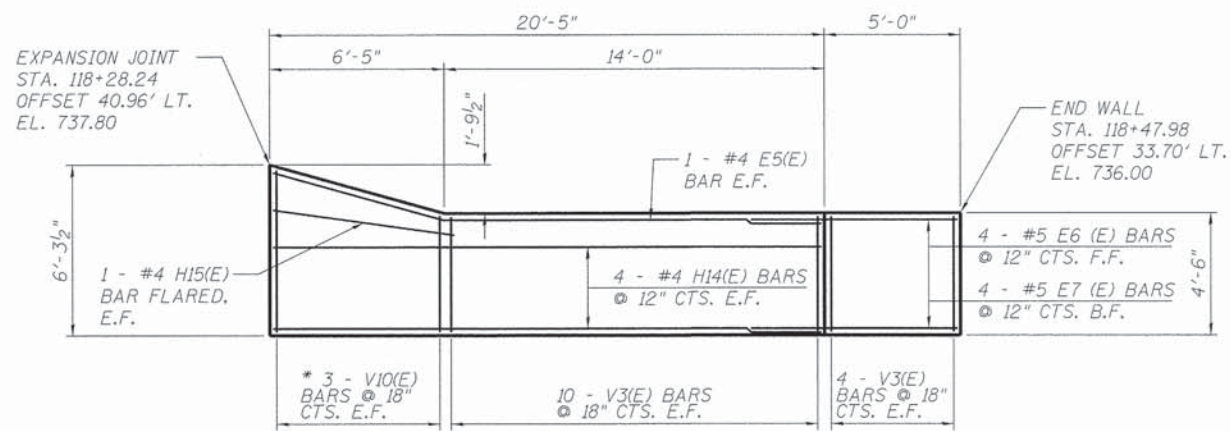 20'-5"
5'-0"
6'-5"
14'-0"
EXPANSION JOINT
STA. 118+28.24
OFFSET 40.96' LT.
EL. 737.80
1'-9½"
END WALL
STA. 118+47.98
OFFSET 33.70' LT.
EL. 736.00
1 - #4 E5(E)
BAR E.F.
6'-3½"
1 - #4 H15(E)
BAR FLARED,
E.F.
4 - #4 H14(E) BARS
@ 12" CTS. E.F.
4 - #5 E6 (E) BARS
@ 12" CTS. F.F.
4 - #5 E7 (E) BARS
@ 12" CTS. B.F.
4'-6"
* 3 - V10(E)
BARS @ 18"
CTS. E.F.
10 - V3(E) BARS
@ 18" CTS. E.F.
4 - V3(E)
BARS @ 18"
CTS. E.F.